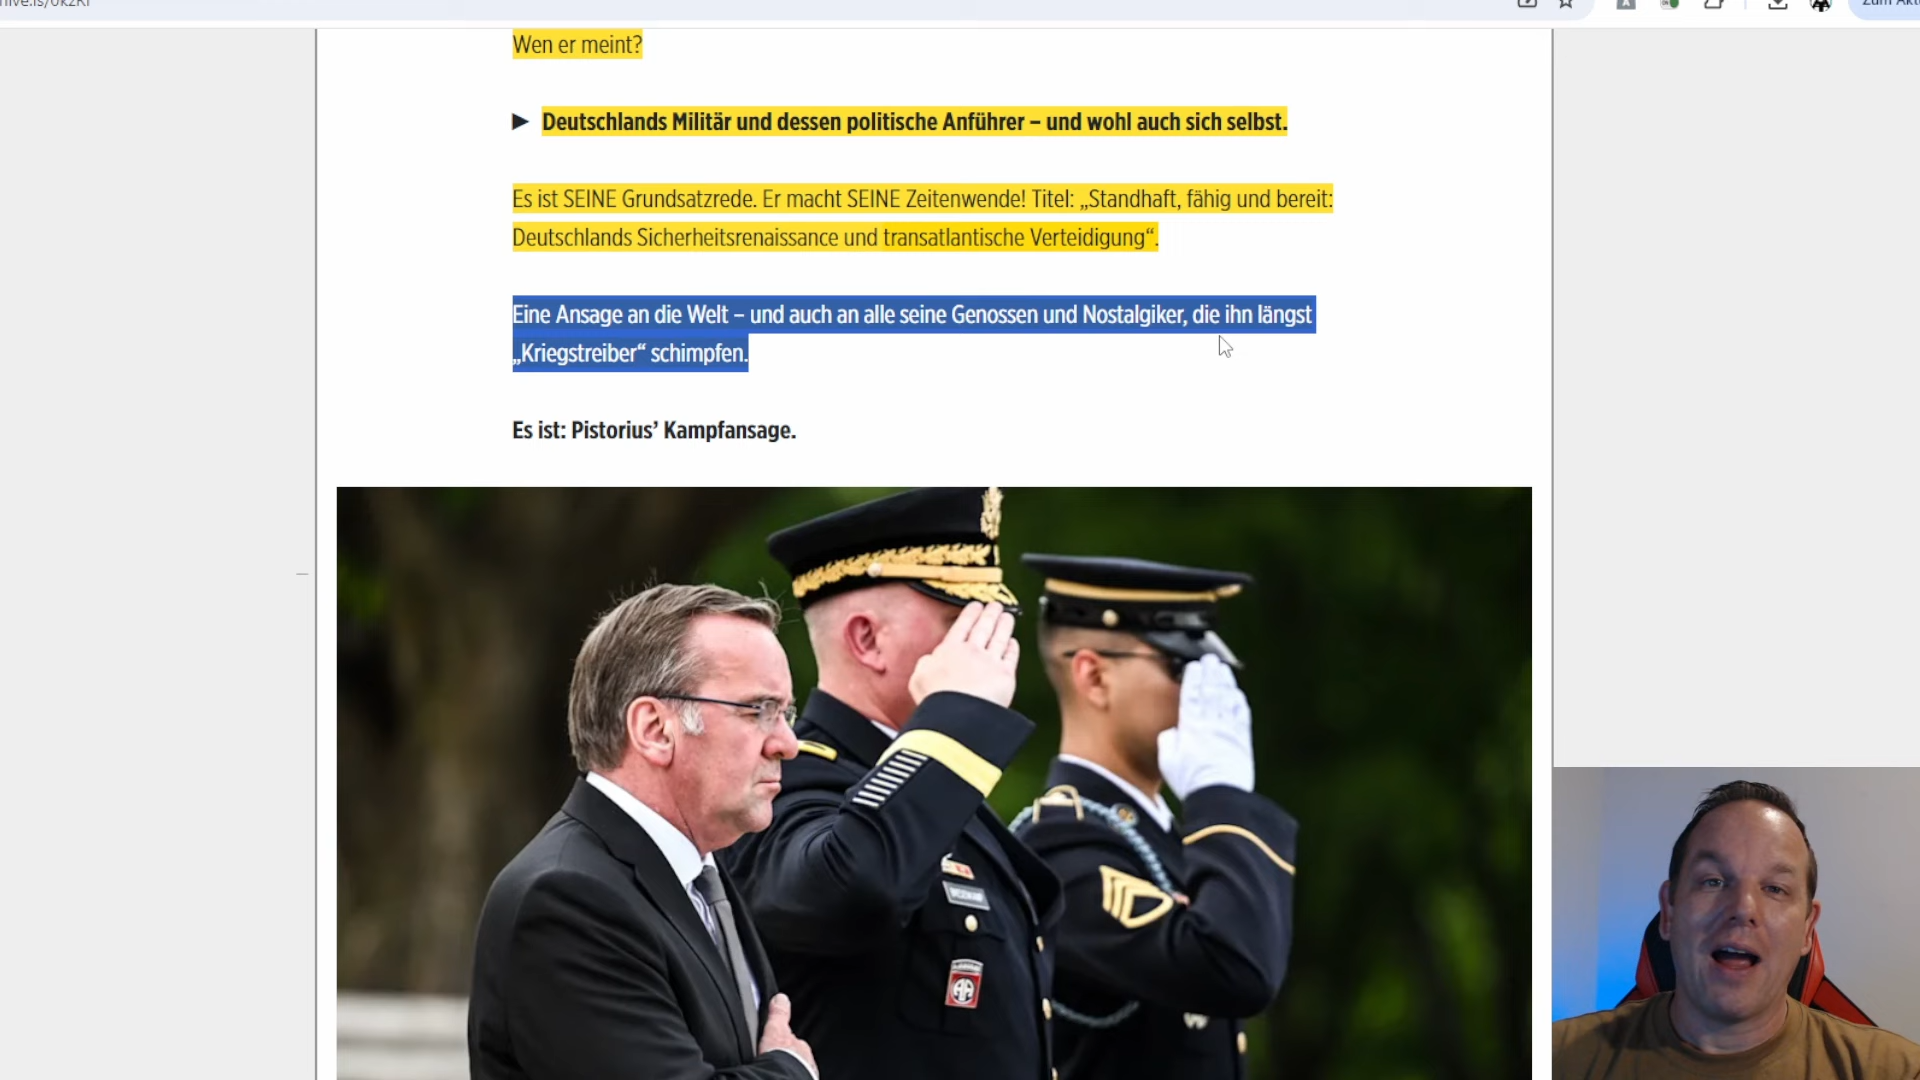 Wen er meint?
► Deutschlands Militär und dessen politische Anführer – und wohl auch sich selbst.
Es ist SEINE Grundsatzrede. Er macht SEINE Zeitenwende! Titel: „Standhaft, fähig und bereit:
Deutschlands Sicherheitsrenaissance und transatlantische Verteidigung“.
Eine Ansage an die Welt – und auch an alle seine Genossen und Nostalgiker, die ihn längst
„Kriegstreiber“ schimpfen.
Es ist: Pistorius’ Kampfansage.